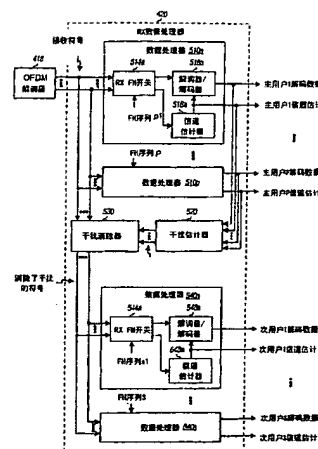 420
RX数据处理器
数据处理器 510a
接收符号
418
OFDM
解调器
514a
RX FH开关
516a
解调器/
解码器
518a
信道
估计器
FH序列 p1
主用户1解码数据
主用户1信道估计
FH序列 P
数据处理器 510p
主用户P解码数据
主用户P信道估计
530
干扰消除器
520
干扰估计器
消除了干扰
的符号
数据处理器 540a
544a
RX FH开关
解调器/
解码器
信道
估计器
FH序列s1
次用户1解码数据
次用户1信道估计
FH序列S
数据处理器
次用户S解码数据
次用户S信道估计